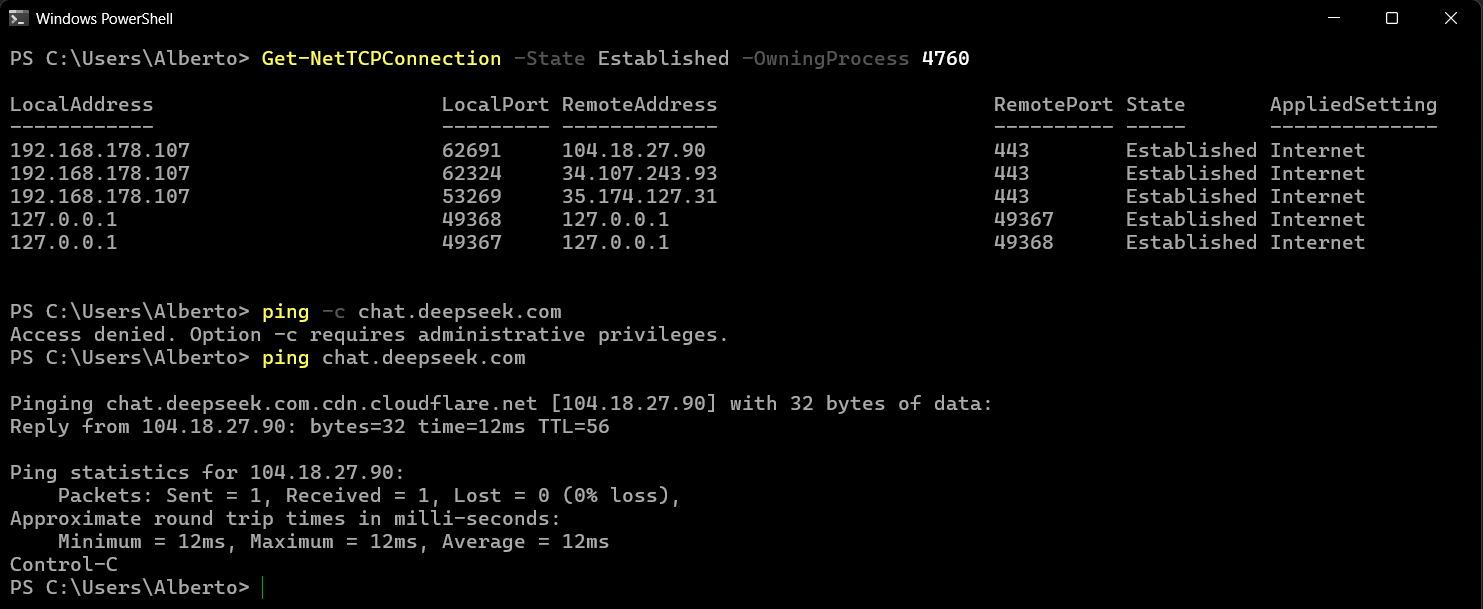 Windows PowerShell
PS C:\Users\Alberto> Get-NetTCPConnection -State Established -OwningProcess 4760
LocalAddress                        LocalPort RemoteAddress                       RemotePort State       AppliedSetting
------------                        --------- -------------                       ---------- -----       --------------
192.168.178.107                     62691     104.18.27.90                        443        Established Internet
192.168.178.107                     62324     34.107.243.93                       443        Established Internet
192.168.178.107                     53269     35.174.127.31                       443        Established Internet
127.0.0.1                           49368     127.0.0.1                           49367      Established Internet
127.0.0.1                           49367     127.0.0.1                           49368      Established Internet
PS C:\Users\Alberto> ping -c chat.deepseek.com
Access denied. Option -c requires administrative privileges.
PS C:\Users\Alberto> ping chat.deepseek.com
Pinging chat.deepseek.com.cdn.cloudflare.net [104.18.27.90] with 32 bytes of data:
Reply from 104.18.27.90: bytes=32 time=12ms TTL=56
Ping statistics for 104.18.27.90:
    Packets: Sent = 1, Received = 1, Lost = 0 (0% loss),
Approximate round trip times in milli-seconds:
    Minimum = 12ms, Maximum = 12ms, Average = 12ms
Control-C
PS C:\Users\Alberto>